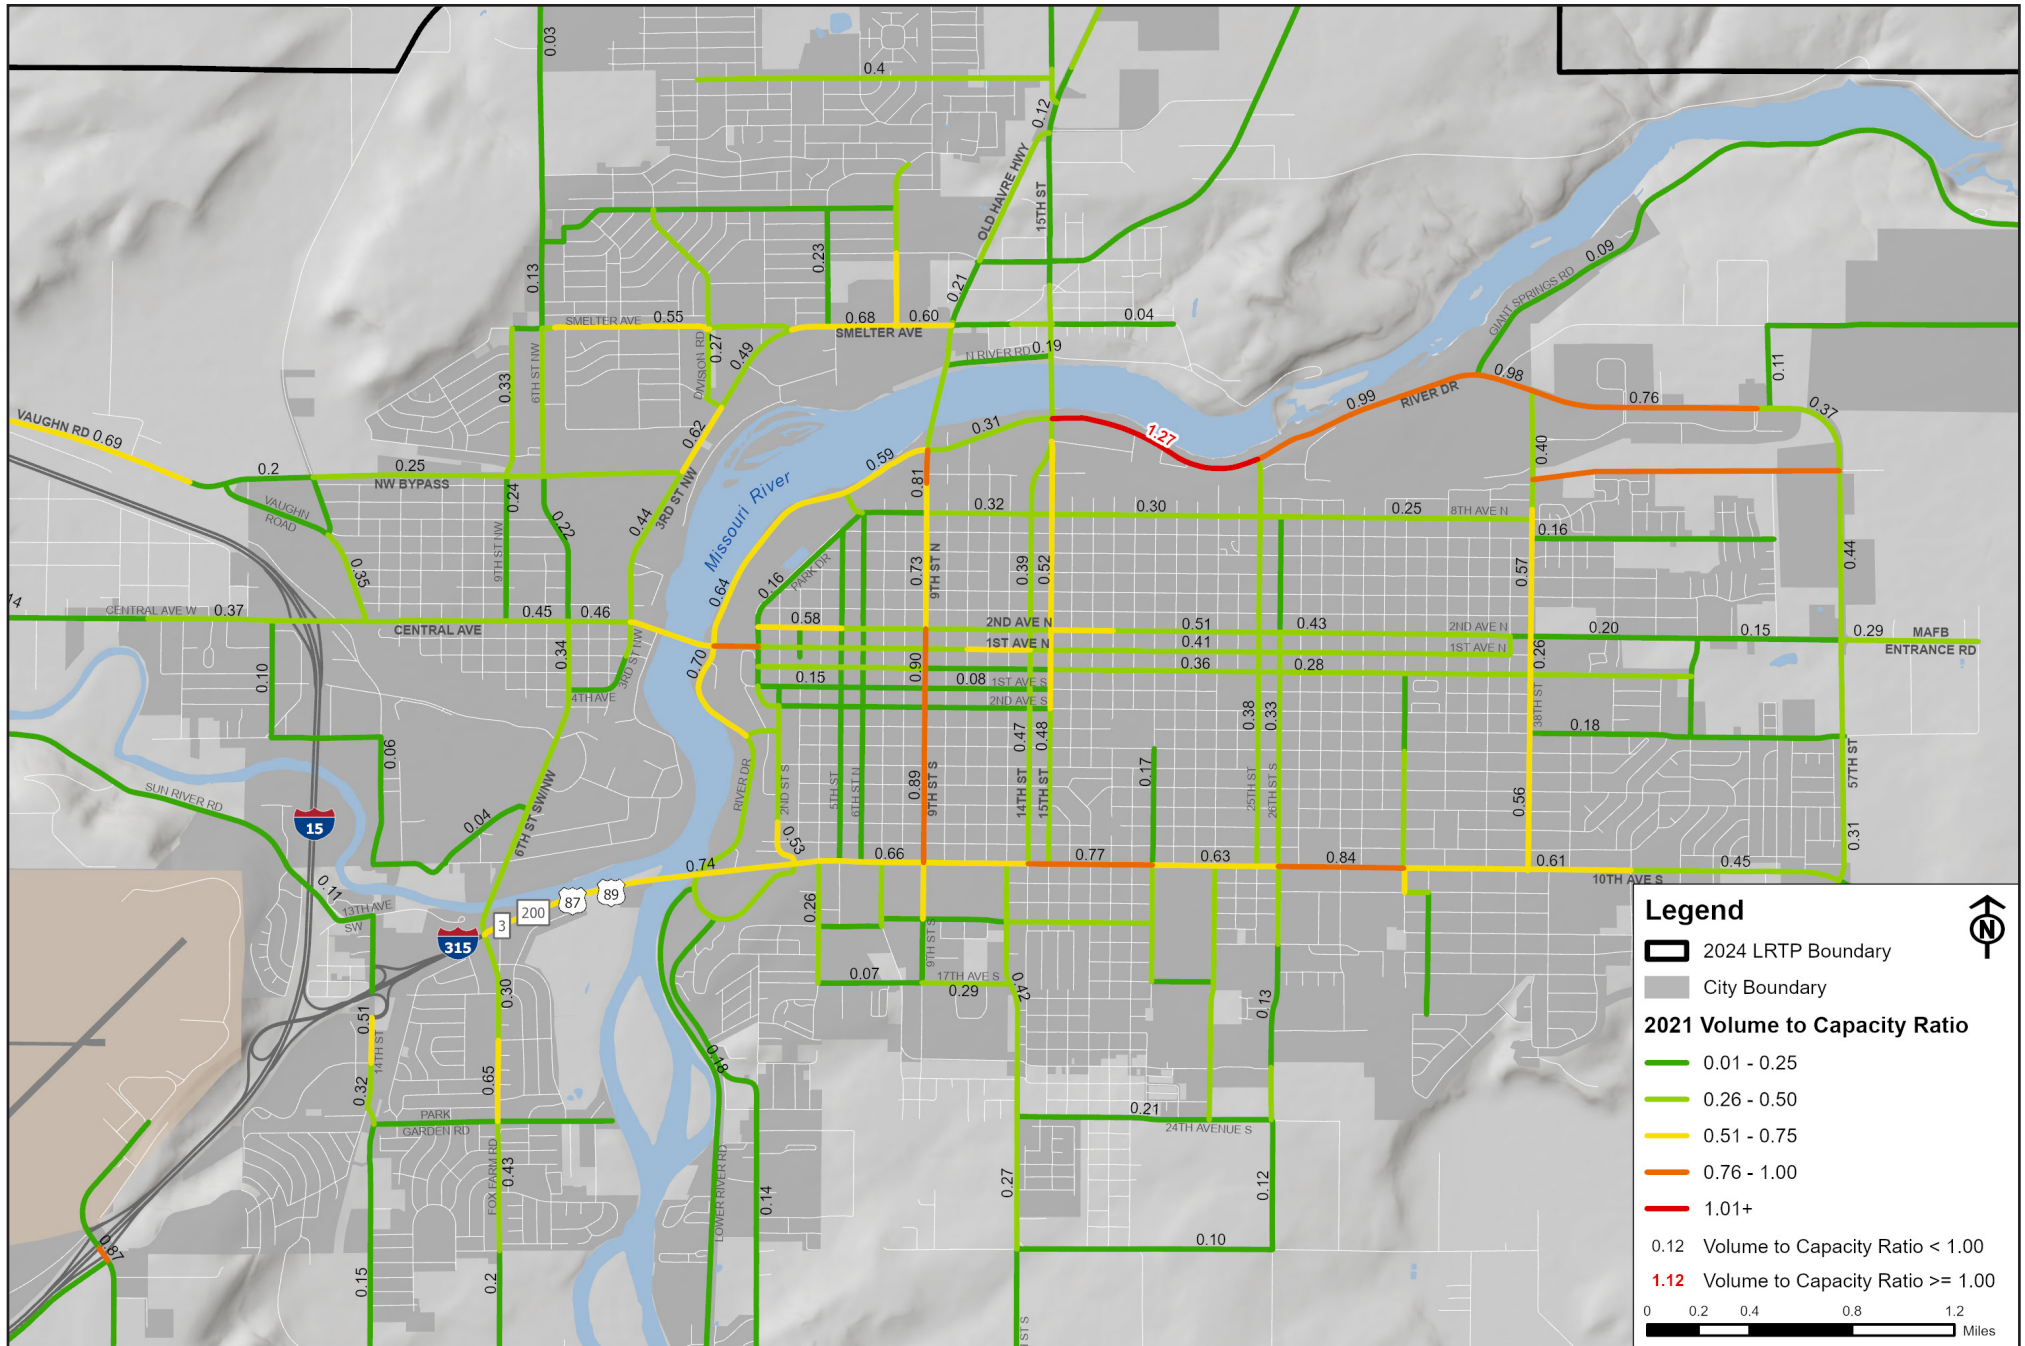 0.03
0.4
0.12
OLD HAVRE HWY
15TH ST
0.23
0.13
0.21
0.09
GIANT SPRINGS RD
SMELTER AVE
0.55
0.68
0.60
SMELTER AVE
0.04
N RIVER RD
0.19
0.27
DIVISION RD
0.49
0.33
6TH ST NW
0.11
0.98
0.99
RIVER DR
0.76
0.37
VAUGHN RD 0.69
0.62
0.31
1.27
0.40
0.2
0.25
NW BYPASS
0.59
0.81
Missouri River
VAUGHN
ROAD
0.24
0.22
0.44
3RD ST NW
0.32
0.30
0.25
8TH AVE N
0.16
9TH ST NW
0.35
0.16
PARK DR
0.64
0.73
9TH ST N
0.39
0.52
0.57
0.44
CENTRAL AVE W
0.37
0.45
0.46
CENTRAL AVE
0.58
2ND AVE N
0.51
0.43
2ND AVE N
0.20
0.15
0.29
MAFB
ENTRANCE RD
1ST AVE N
0.41
1ST AVE N
0.34
3RD ST NW
0.70
0.90
0.36
0.28
0.26
0.10
4TH AVE
0.15
0.08
1ST AVE S
2ND AVE S
38TH ST
0.18
0.06
0.47
0.48
0.38
0.33
57TH ST
SUN RIVER RD
15
0.04
6TH ST SW/NW
RIVER DR
2ND ST S
5TH ST
6TH ST N
0.89
9TH ST S
14TH ST
15TH ST
0.17
25TH ST
26TH ST S
0.56
0.31
0.53
0.74
0.66
0.77
0.63
0.84
0.61
0.45
10TH AVE S
87
89
200
3
315
0.11
13TH AVE
SW
0.26
9TH ST S
0.07
17TH AVE S
0.29
0.42
0.13
0.30
0.51
14TH ST
0.32
0.65
0.18
PARK
GARDEN RD
0.21
24TH AVENUE S
FOX FARM RD
0.43
LOWER RIVER RD
0.14
0.27
0.12
0.10
0.87
0.15
0.2
ST S
Legend
N
2024 LRTP Boundary
City Boundary
2021 Volume to Capacity Ratio
0.01 - 0.25
0.26 - 0.50
0.51 - 0.75
0.76 - 1.00
1.01+
0.12 Volume to Capacity Ratio < 1.00
1.12 Volume to Capacity Ratio >= 1.00
0 0.2 0.4 0.8 1.2
Miles